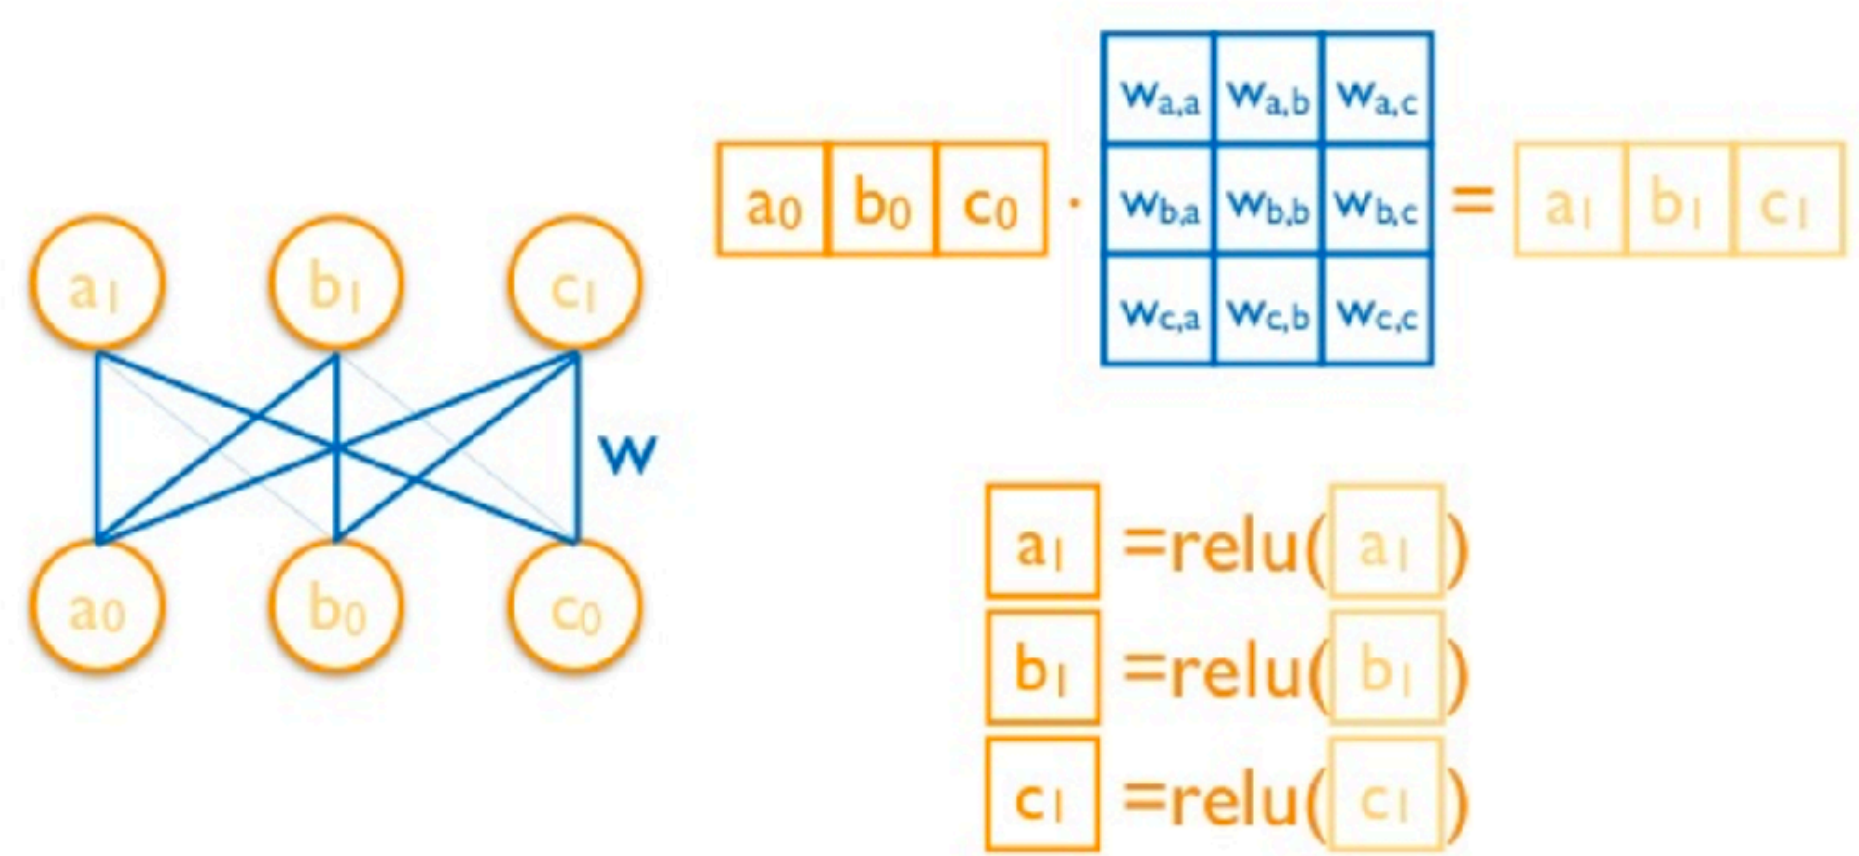 a₁ b₁ c₁
w
a₀ b₀ c₀
wa,a wa,b wa,c
a₀ b₀ c₀ · wb,a wb,b wb,c = a₁ b₁ c₁
wc,a wc,b wc,c
a₁ =relu( a₁ )
b₁ =relu( b₁ )
c₁ =relu( c₁ )